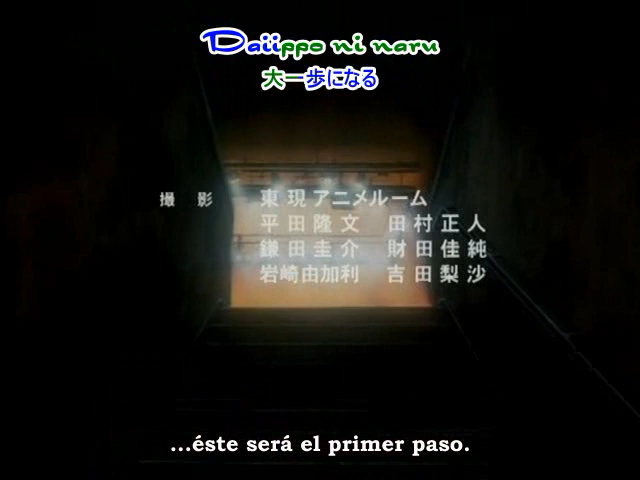 Daiippo ni naru
大一歩になる
撮影 東現アニメルーム
平田隆文 田村正人
鎌田圭介 財田佳純
岩崎由加利 吉田梨沙
...éste será el primer paso.